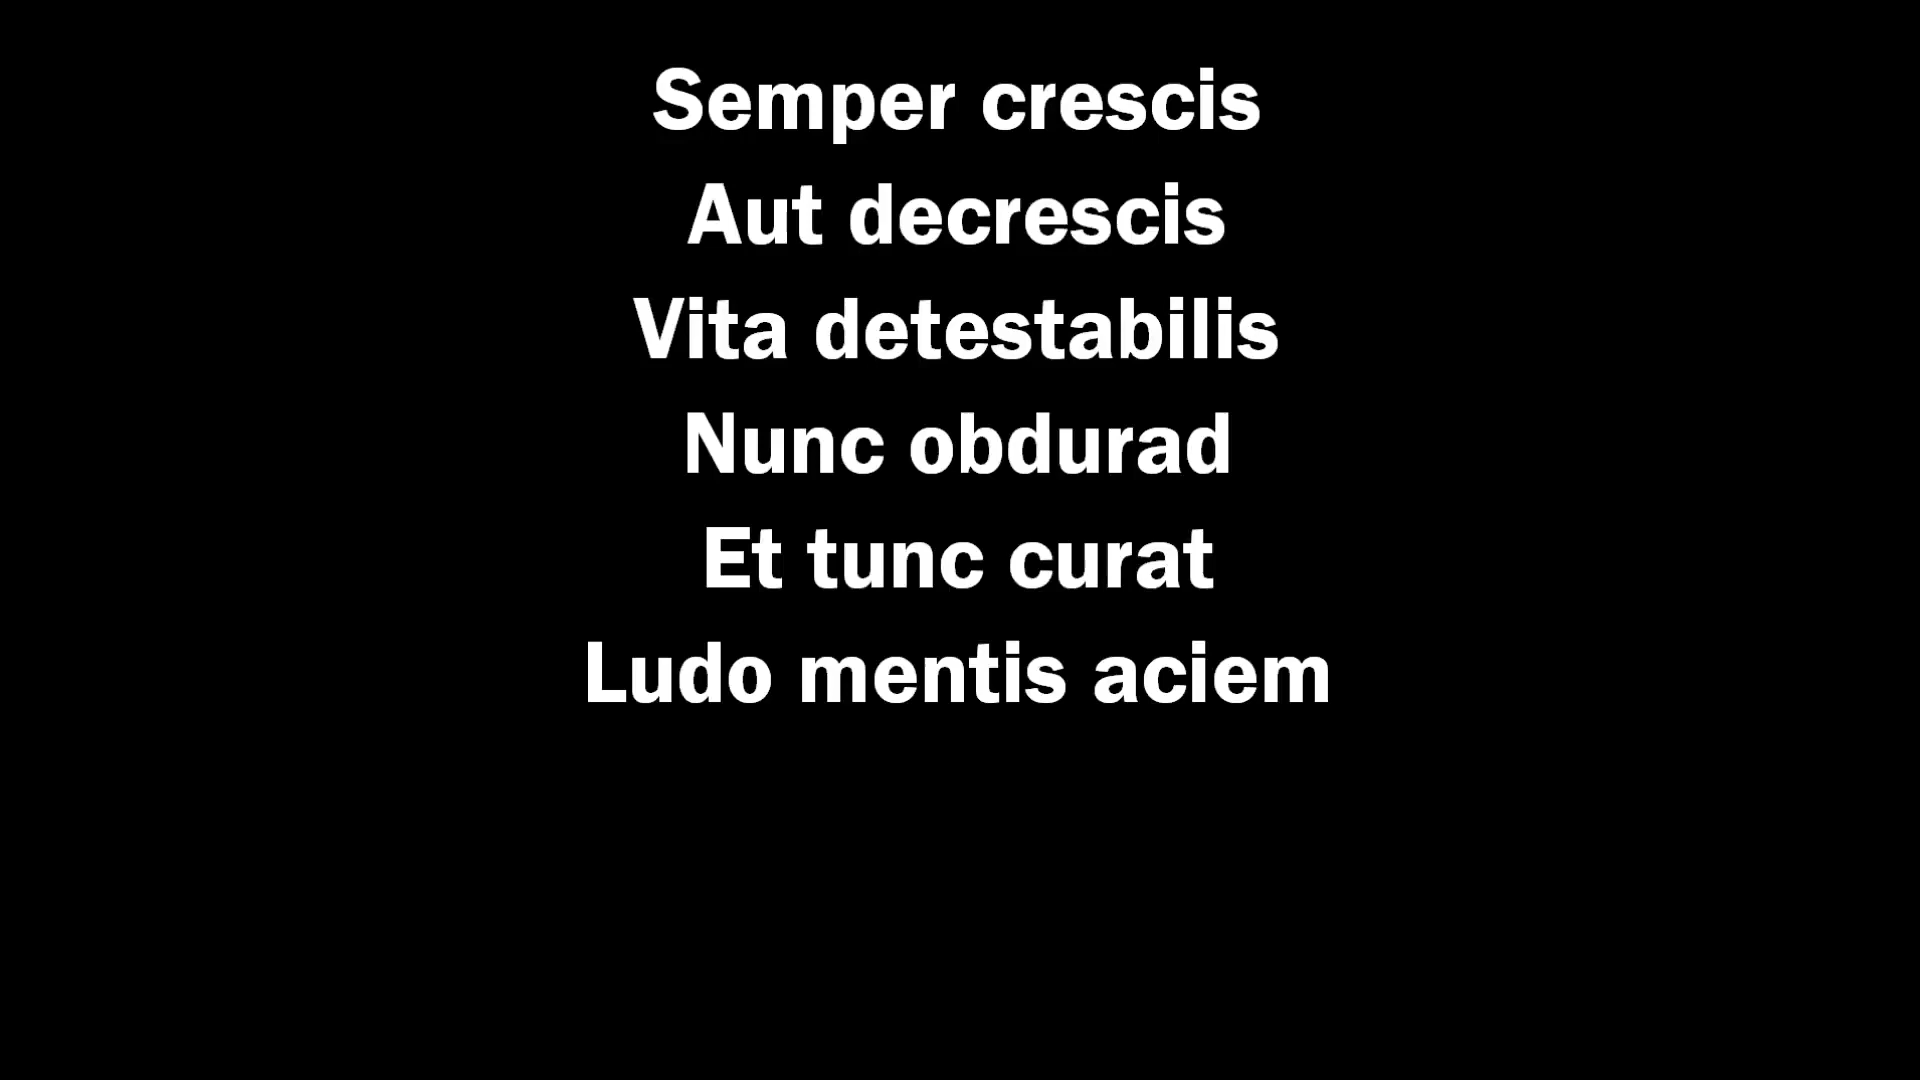 Semper crescis
Aut decrescis
Vita detestabilis
Nunc obdurad
Et tunc curat
Ludo mentis aciem